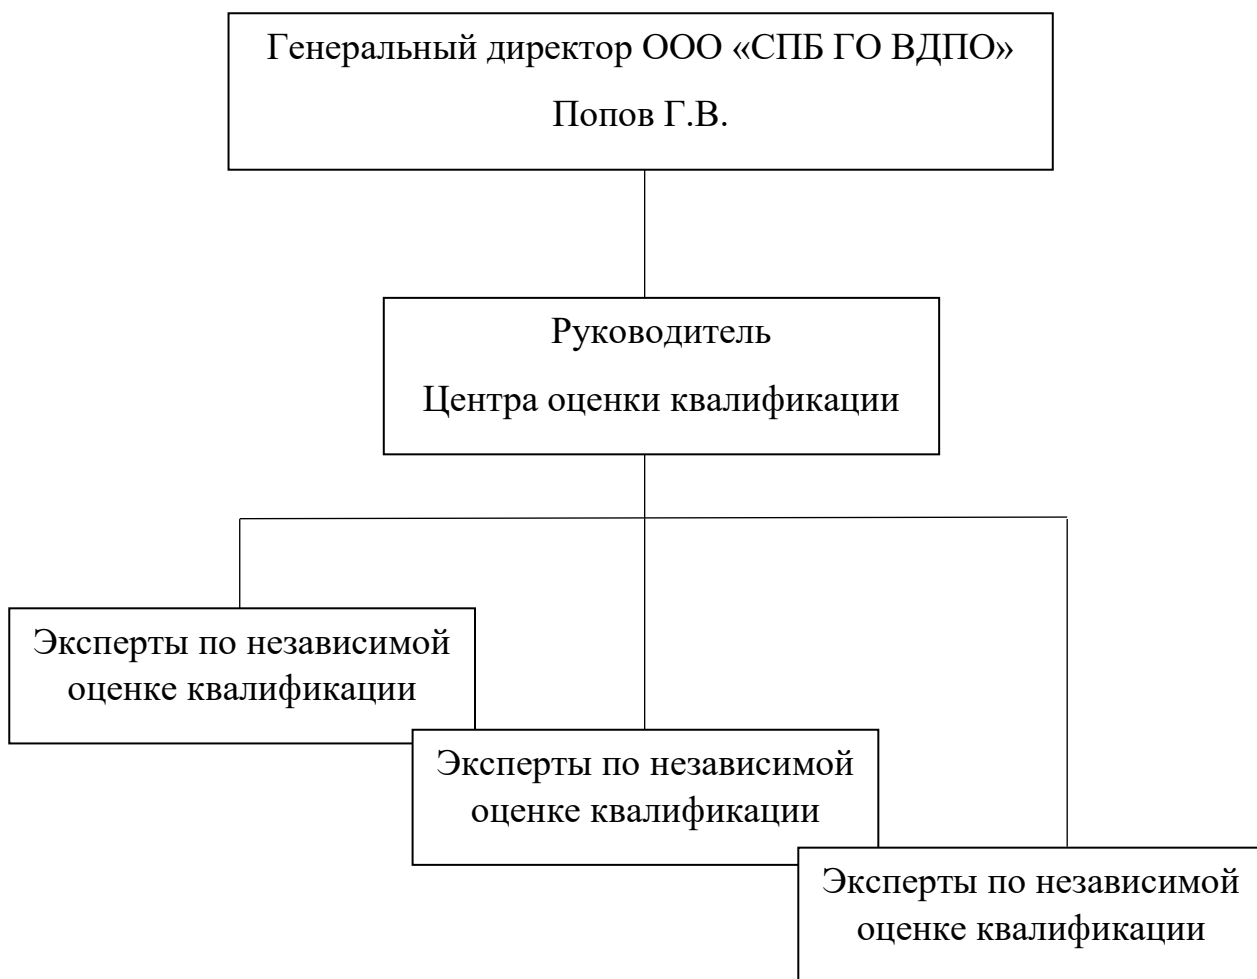 Генеральный директор ООО «СПБ ГО ВДПО»
Попов Г.В.
Руководитель
Центра оценки квалификации
Эксперты по независимой
оценке квалификации
Эксперты по независимой
оценке квалификации
Эксперты по независимой
оценке квалификации